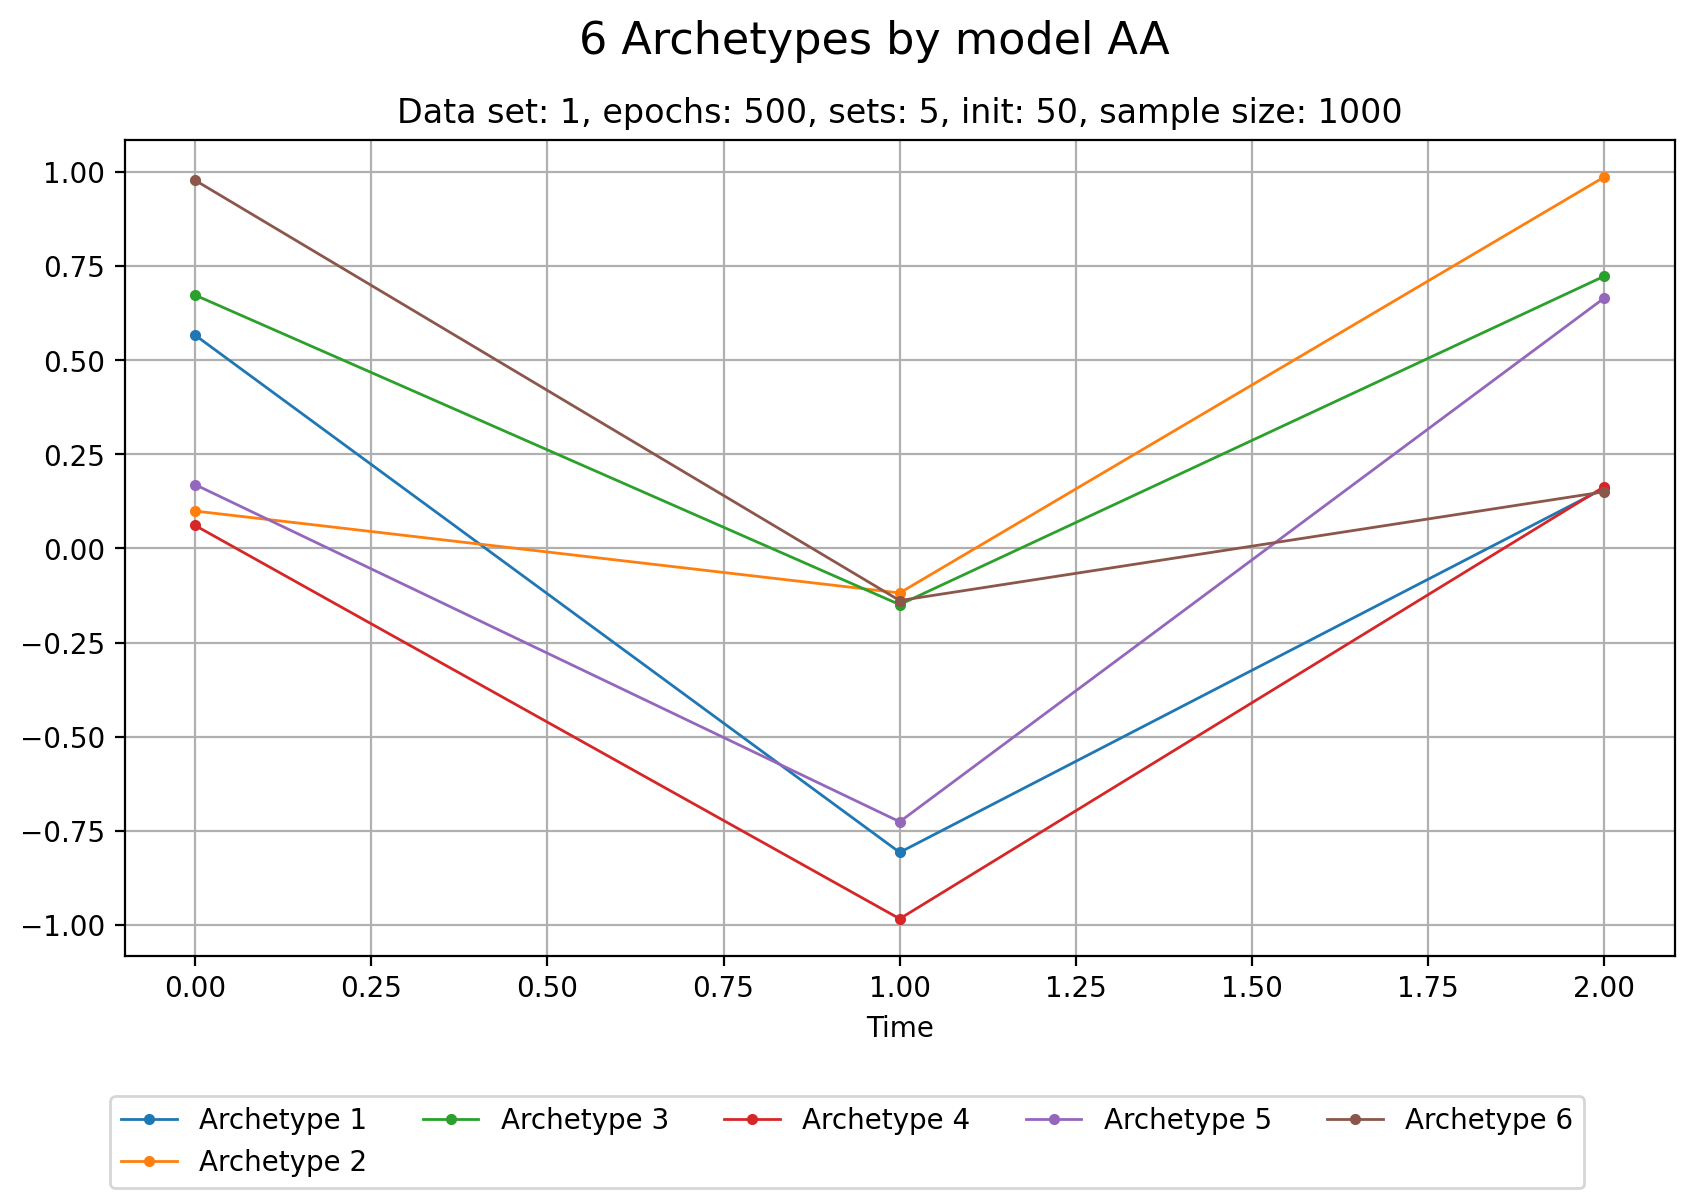 6 Archetypes by model AA
Data set: 1, epochs: 500, sets: 5, init: 50, sample size: 1000
1.00
0.75
0.50
0.25
0.00
−0.25
−0.50
−0.75
−1.00
0.00 0.25 0.50 0.75 1.00 1.25 1.50 1.75 2.00
Time
Archetype 1 Archetype 3 Archetype 4 Archetype 5 Archetype 6
Archetype 2